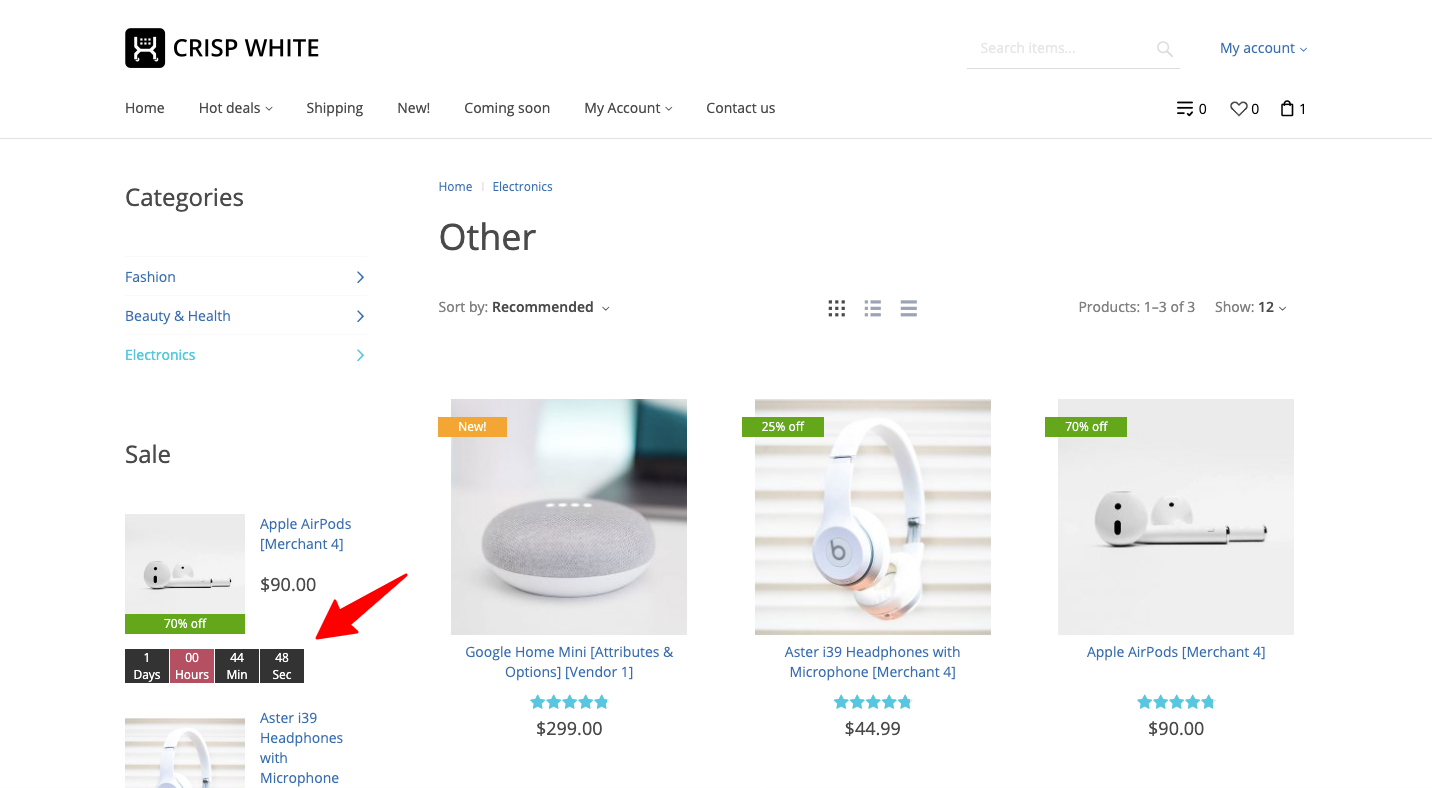 CRISP WHITE
Search items...
My account
Home
Hot deals
Shipping
New!
Coming soon
My Account
Contact us
0
0
1
Categories
Fashion
Beauty & Health
Electronics
Sale
Apple AirPods
[Merchant 4]
$90.00
70% off
1 00 44 48
Days Hours Min Sec
Aster i39
Headphones
with
Microphone
Home
Electronics
Other
Sort by: Recommended
Products: 1–3 of 3
Show: 12
New!
Google Home Mini [Attributes &
Options] [Vendor 1]
$299.00
25% off
Aster i39 Headphones with
Microphone [Merchant 4]
$44.99
70% off
Apple AirPods [Merchant 4]
$90.00